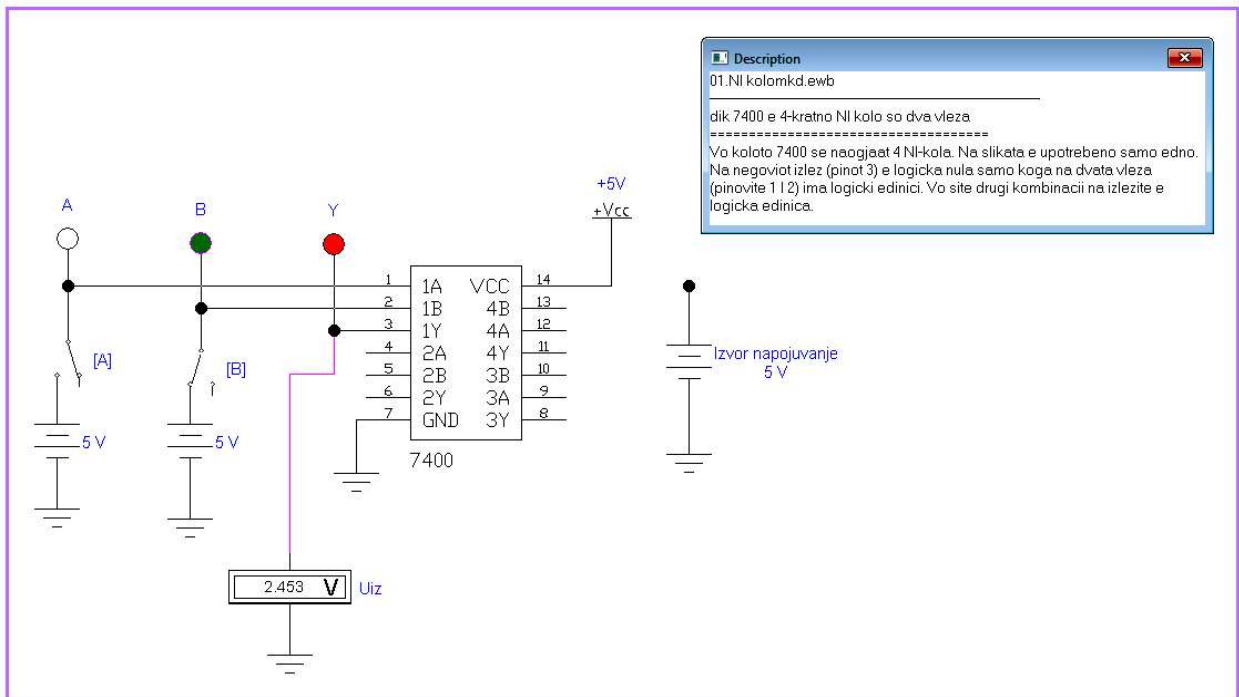 Description
01.NI kolomkd.ewb
dik 7400 e 4-kratno NI kolo so dva vleza
====================================
Vo koloto 7400 se naogjaat 4 NI-kola. Na slikata e upotrebeno samo edno.
Na negoviot izlez (pinot 3) e logicka nula samo koga na dvata vleza
(pinovite 1 I 2) ima logicki edinici. Vo site drugi kombinacii na izlezite e
logicka edinica.
+5V
+Vcc
A
B
Y
1 1A VCC 14
2 1B 4B 13
3 1Y 4A 12
4 2A 4Y 11
5 2B 3B 10
6 2Y 3A 9
7 GND 3Y 8
7400
[A]
[B]
5 V
5 V
Izvor napojuvanje
5 V
2.453 V
Uiz